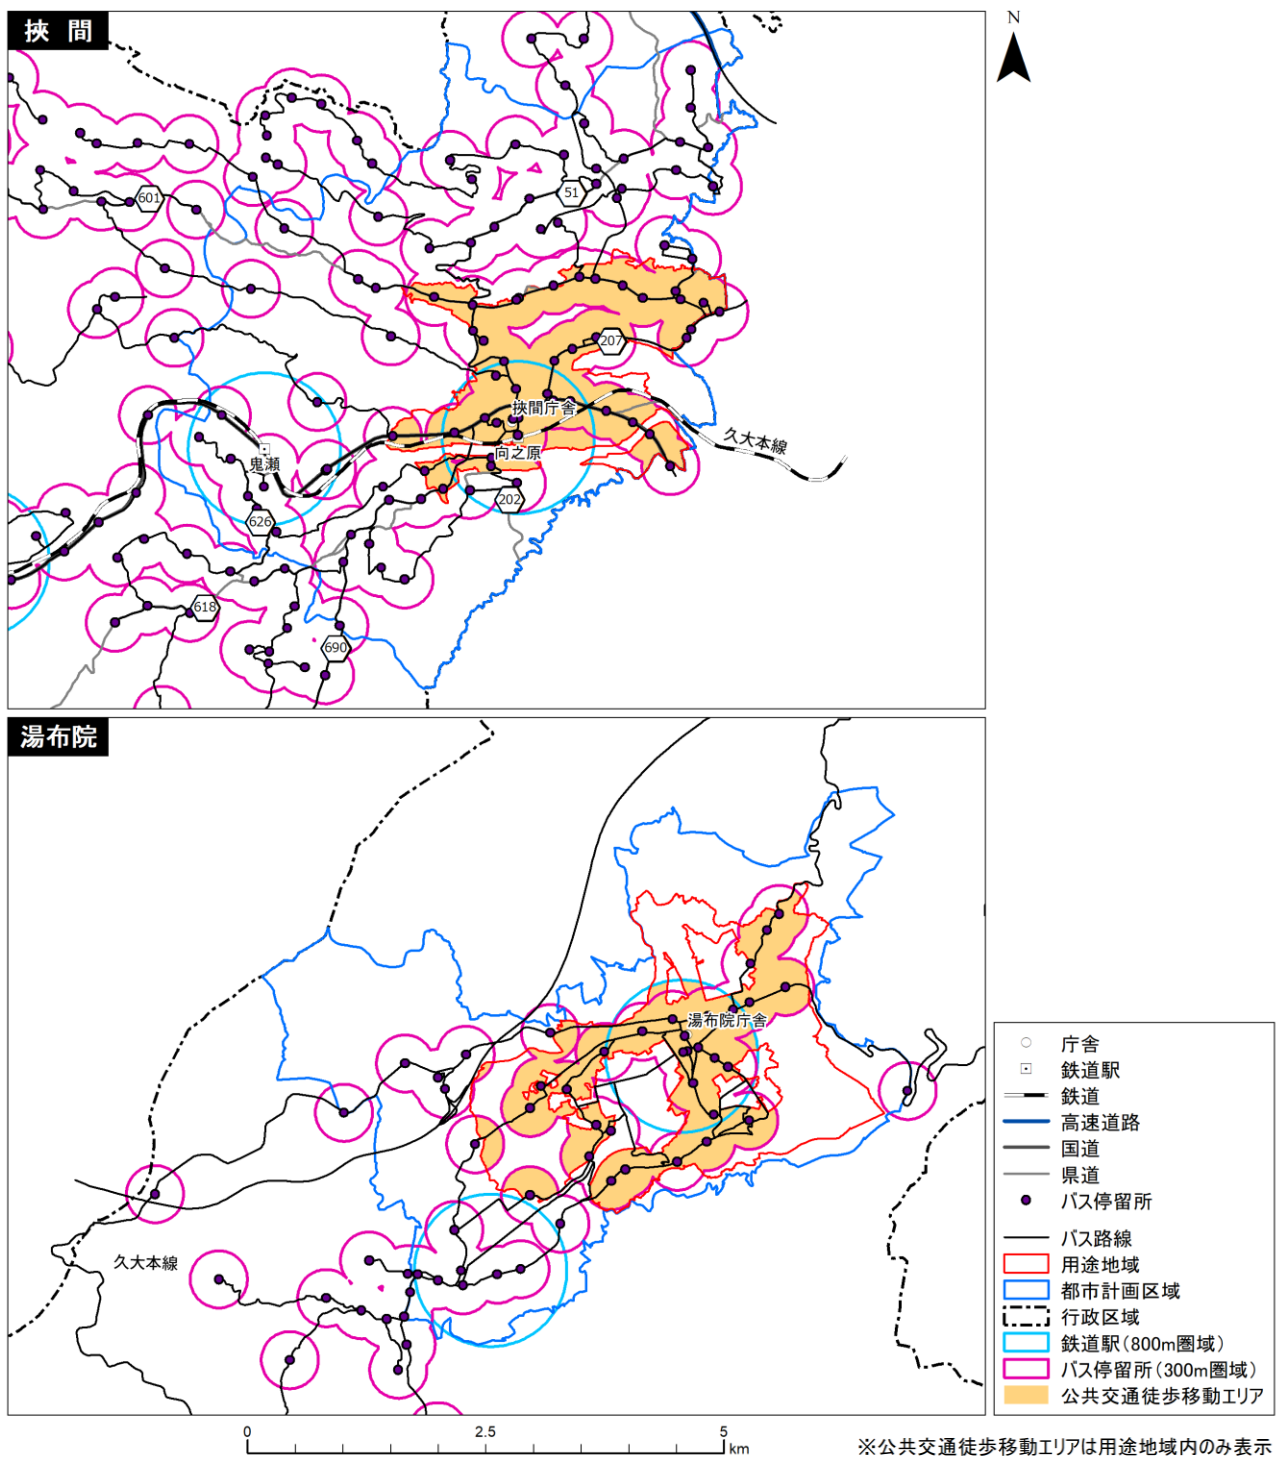 挾間
N
601
51
207
挾間庁舎
久大本線
向之原
鬼瀬
202
626
618
690
湯布院
湯布院庁舎
久大本線
庁舎
鉄道駅
鉄道
高速道路
国道
県道
バス停留所
バス路線
用途地域
都市計画区域
行政区域
鉄道駅(800m圏域)
バス停留所(300m圏域)
公共交通徒歩移動エリア
0 2.5 5
km
※公共交通徒歩移動エリアは用途地域内のみ表示